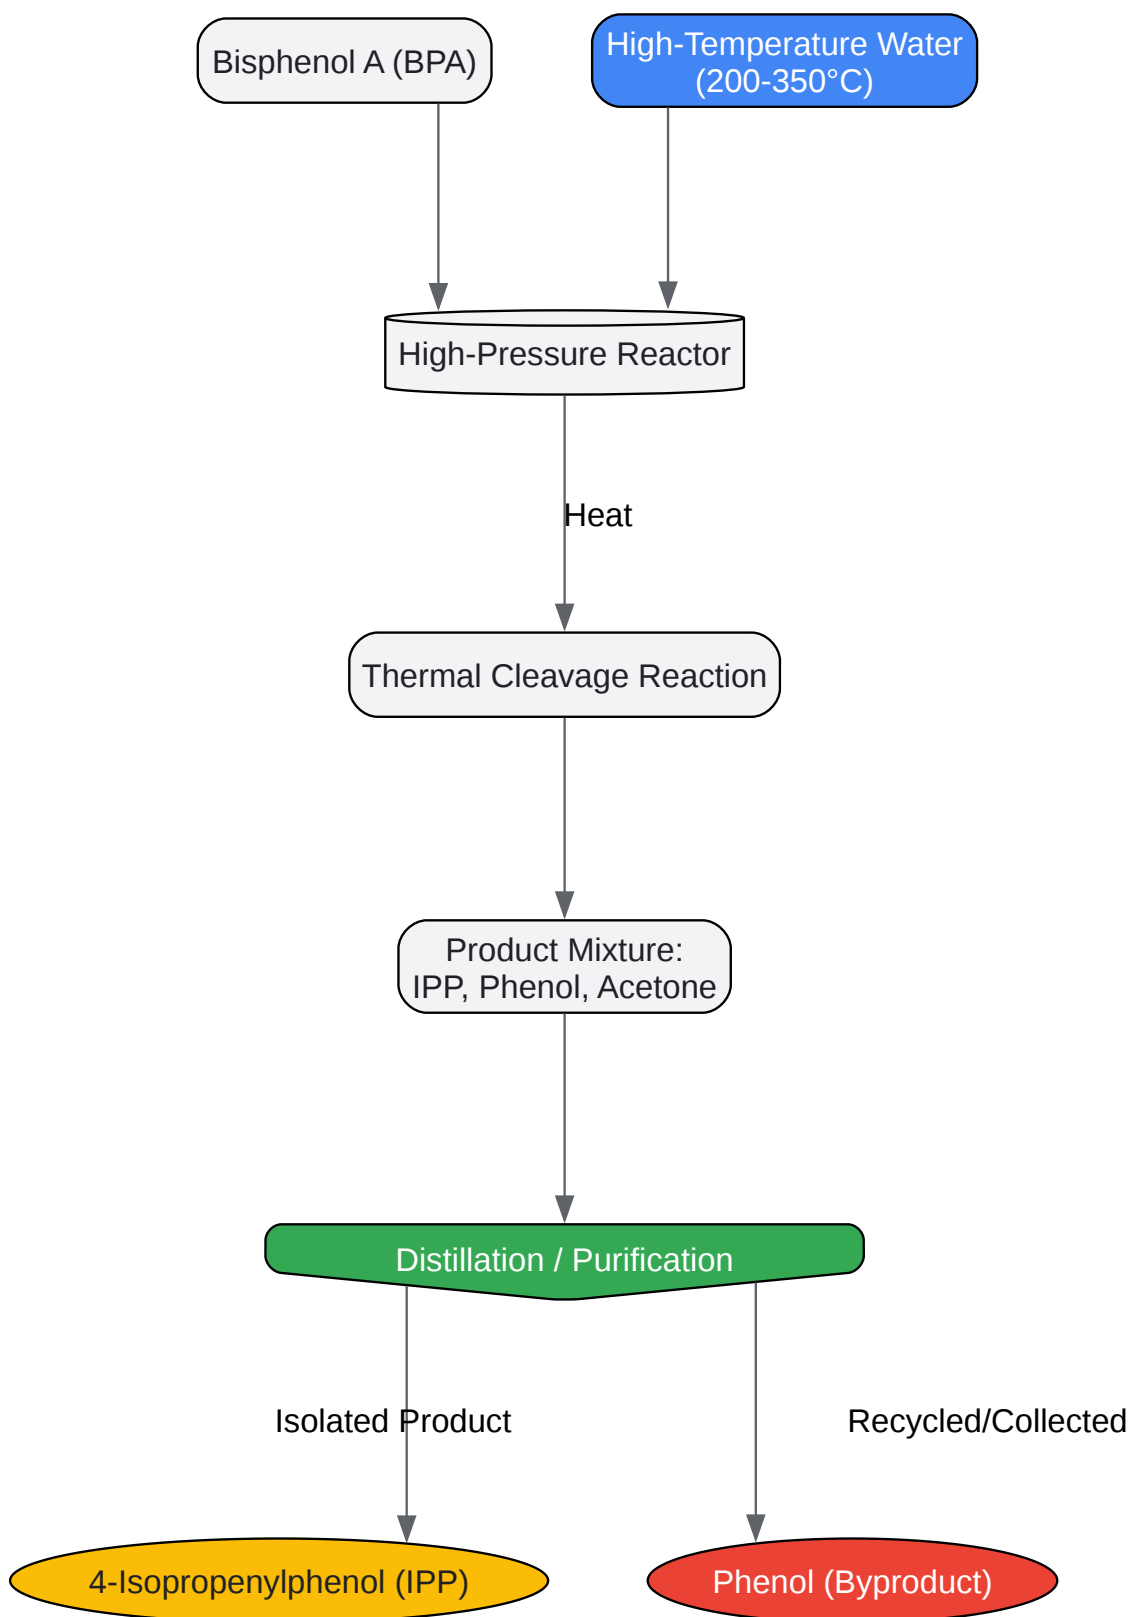 Bisphenol A (BPA)
High-Temperature Water
(200-350°C)
High-Pressure Reactor
Heat
Thermal Cleavage Reaction
Product Mixture:
IPP, Phenol, Acetone
Distillation / Purification
Isolated Product
Recycled/Collected
4-Isopropenylphenol (IPP)
Phenol (Byproduct)